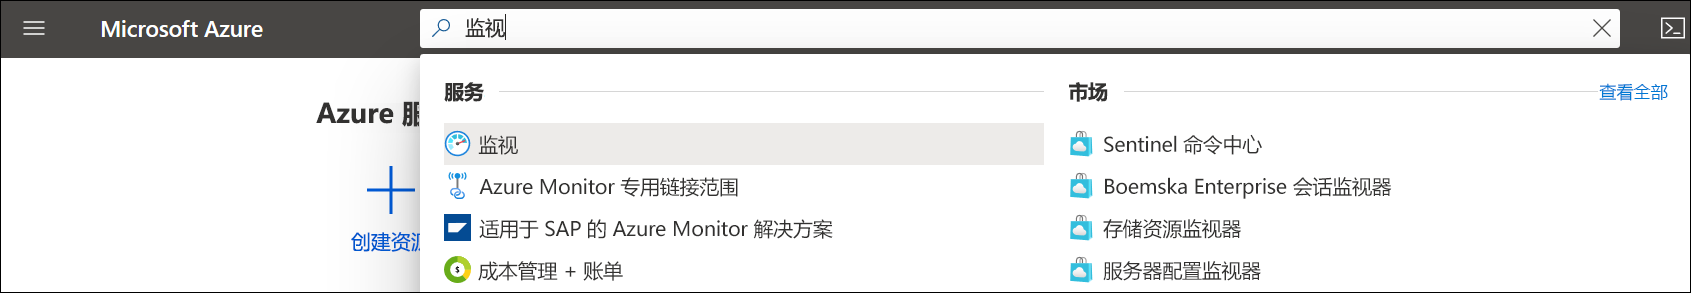 Microsoft Azure
监视
服务
市场
查看全部
Azure 服
监视
Azure Monitor 专用链接范围
适用于 SAP 的 Azure Monitor 解决方案
成本管理 + 账单
Sentinel 命令中心
Boemska Enterprise 会话监视器
存储资源监视器
服务器配置监视器
创建资源